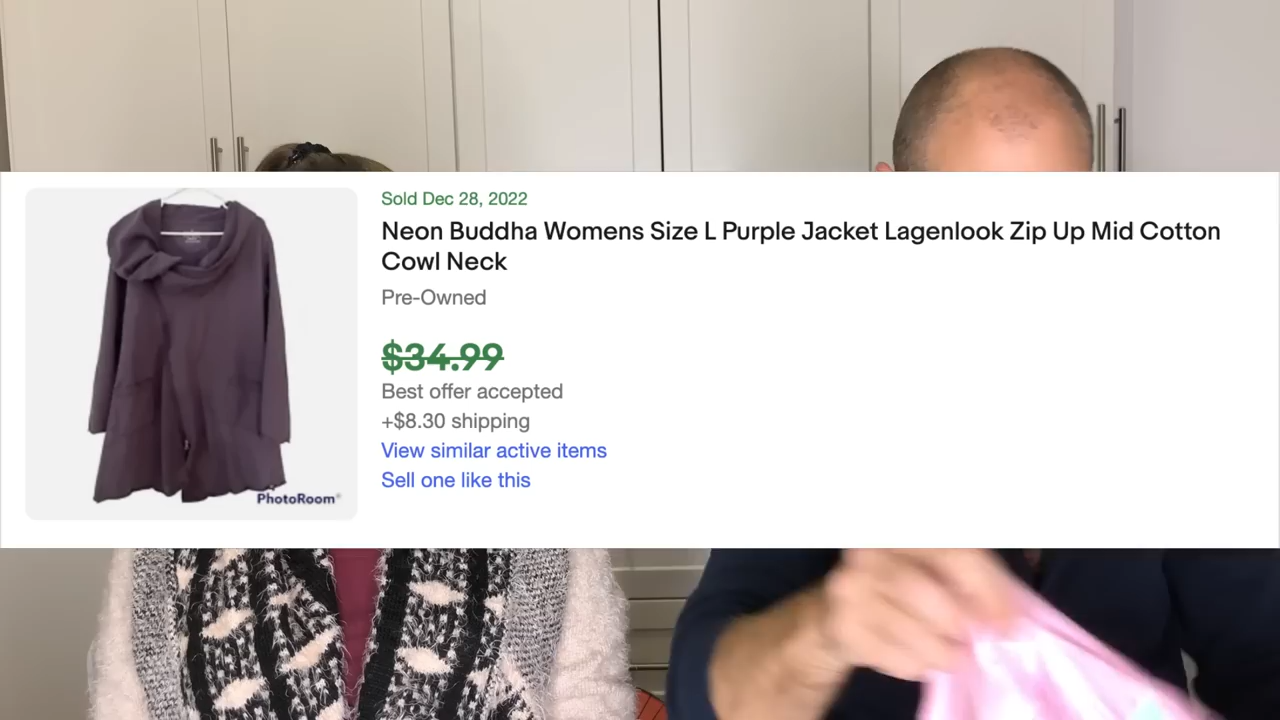 Sold Dec 28, 2022
Neon Buddha Womens Size L Purple Jacket Lagenlook Zip Up Mid Cotton
Cowl Neck
Pre-Owned
$34.99
Best offer accepted
+$8.30 shipping
View similar active items
Sell one like this
PhotoRoom